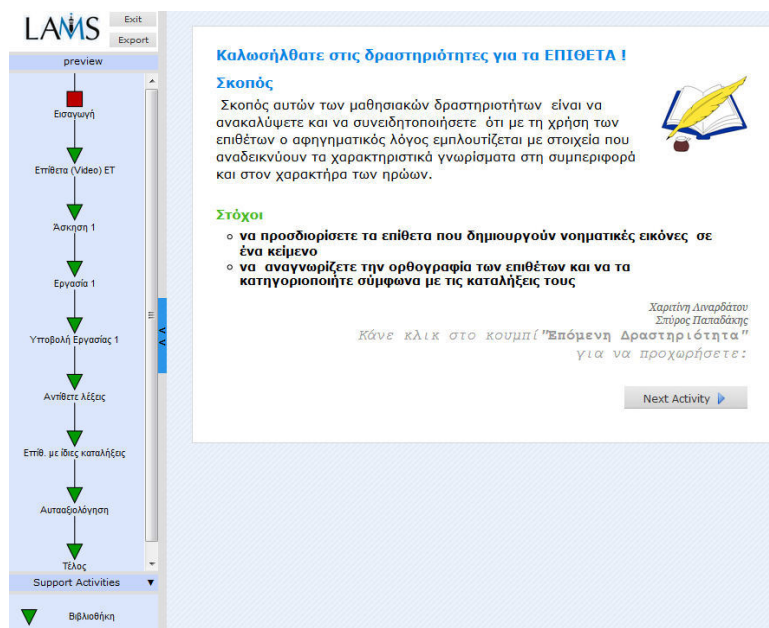 LAMS
Exit
Export
preview
Εισαγωγή
Επίθετα (Video) ET
Άσκηση 1
Εργασία 1
Υποβολή Εργασίας 1
Αντίθετε λέξεις
Επίθ. με ίδιες καταλήξεις
Αυτααξιολόγηση
Τέλος
Support Activities
Βιβλιοθήκη
Καλωσήλθατε στις δραστηριότητες για τα ΕΠΙΘΕΤΑ !
Σκοπός
Σκοπός αυτών των μαθησιακών δραστηριοτήτων είναι να
ανακαλύψετε και να συνειδητοποιήσετε ότι με τη χρήση των
επιθέτων ο αφηγηματικός λόγος εμπλουτίζεται με στοιχεία που
αναδεικνύουν τα χαρακτηριστικά γνωρίσματα στη συμπεριφορά
και στον χαρακτήρα των ηρώων.
Στόχοι
να προσδιορίσετε τα επίθετα που δημιουργούν νοηματικές εικόνες σε
ένα κείμενο
να αναγνωρίζετε την ορθογραφία των επιθέτων και να τα
κατηγοριοποιήτε σύμφωνα με τις καταλήξεις τους
Χαριτίνη Λιναρδάτου
Σπύρος Παπαδάκης
Κάνε κλικ στο κουμπί "Επόμενη Δραστηριότητα"
για να προχωρήσετε:
Next Activity